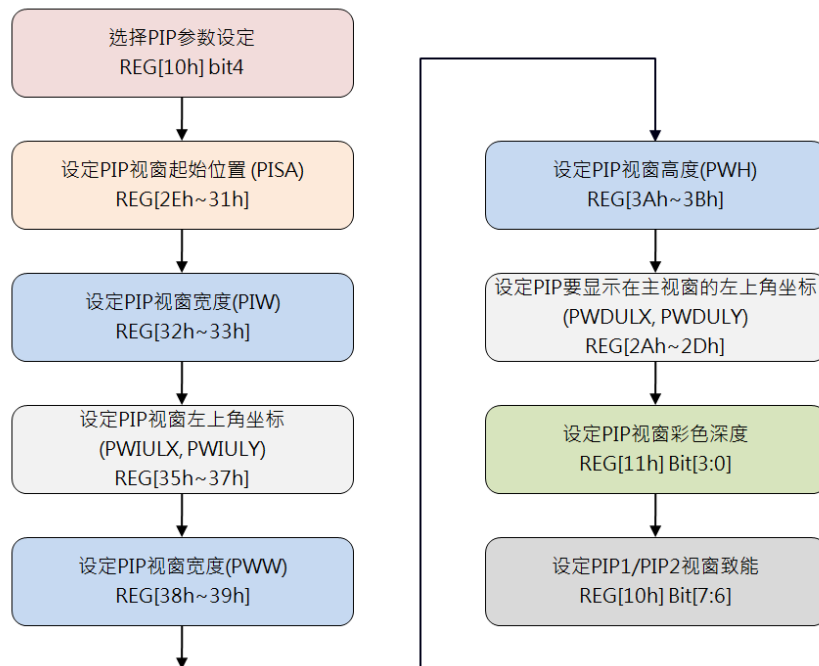 选择PIP参数设定
REG[10h] bit4
设定PIP视窗起始位置 (PISA)
REG[2Eh~31h]
设定PIP视窗宽度(PIW)
REG[32h~33h]
设定PIP视窗左上角坐标
(PWIULX, PWIULY)
REG[35h~37h]
设定PIP视窗宽度(PWW)
REG[38h~39h]
设定PIP视窗高度(PWH)
REG[3Ah~3Bh]
设定PIP要显示在主视窗的左上角坐标
(PWDULX, PWDULY)
REG[2Ah~2Dh]
设定PIP视窗彩色深度
REG[11h] Bit[3:0]
设定PIP1/PIP2视窗致能
REG[10h] Bit[7:6]